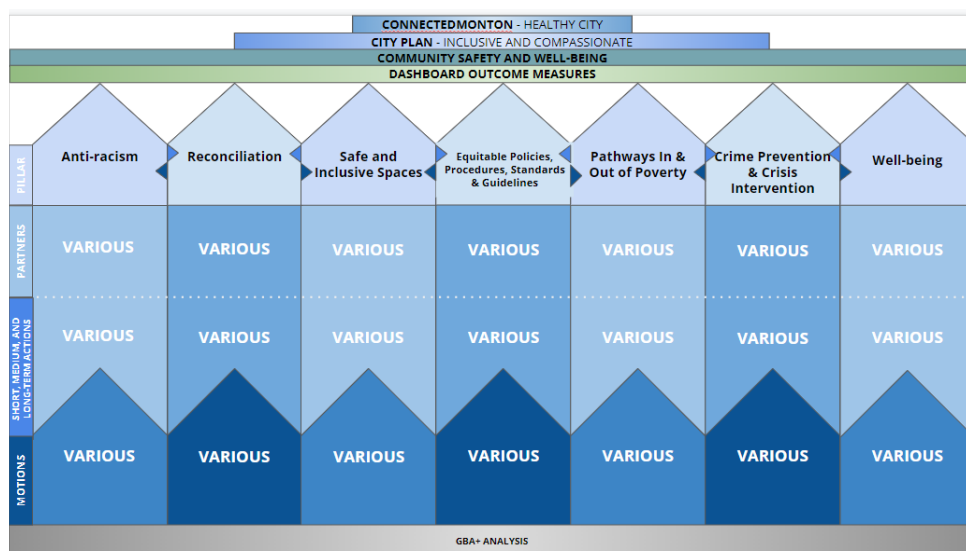 CONNECTEDMONTON - HEALTHY CITY
CITY PLAN - INCLUSIVE AND COMPASSIONATE
COMMUNITY SAFETY AND WELL-BEING
DASHBOARD OUTCOME MEASURES
PILLAR
Anti-racism
Reconciliation
Safe and
Inclusive Spaces
Equitable Policies,
Procedures, Standards
& Guidelines
Pathways In &
Out of Poverty
Crime Prevention
& Crisis
Intervention
Well-being
PARTNERS
VARIOUS VARIOUS VARIOUS VARIOUS VARIOUS VARIOUS VARIOUS
SHORT, MEDIUM, AND
LONG-TERM ACTIONS
VARIOUS VARIOUS VARIOUS VARIOUS VARIOUS VARIOUS VARIOUS
MOTIONS
VARIOUS VARIOUS VARIOUS VARIOUS VARIOUS VARIOUS VARIOUS
GBA+ ANALYSIS